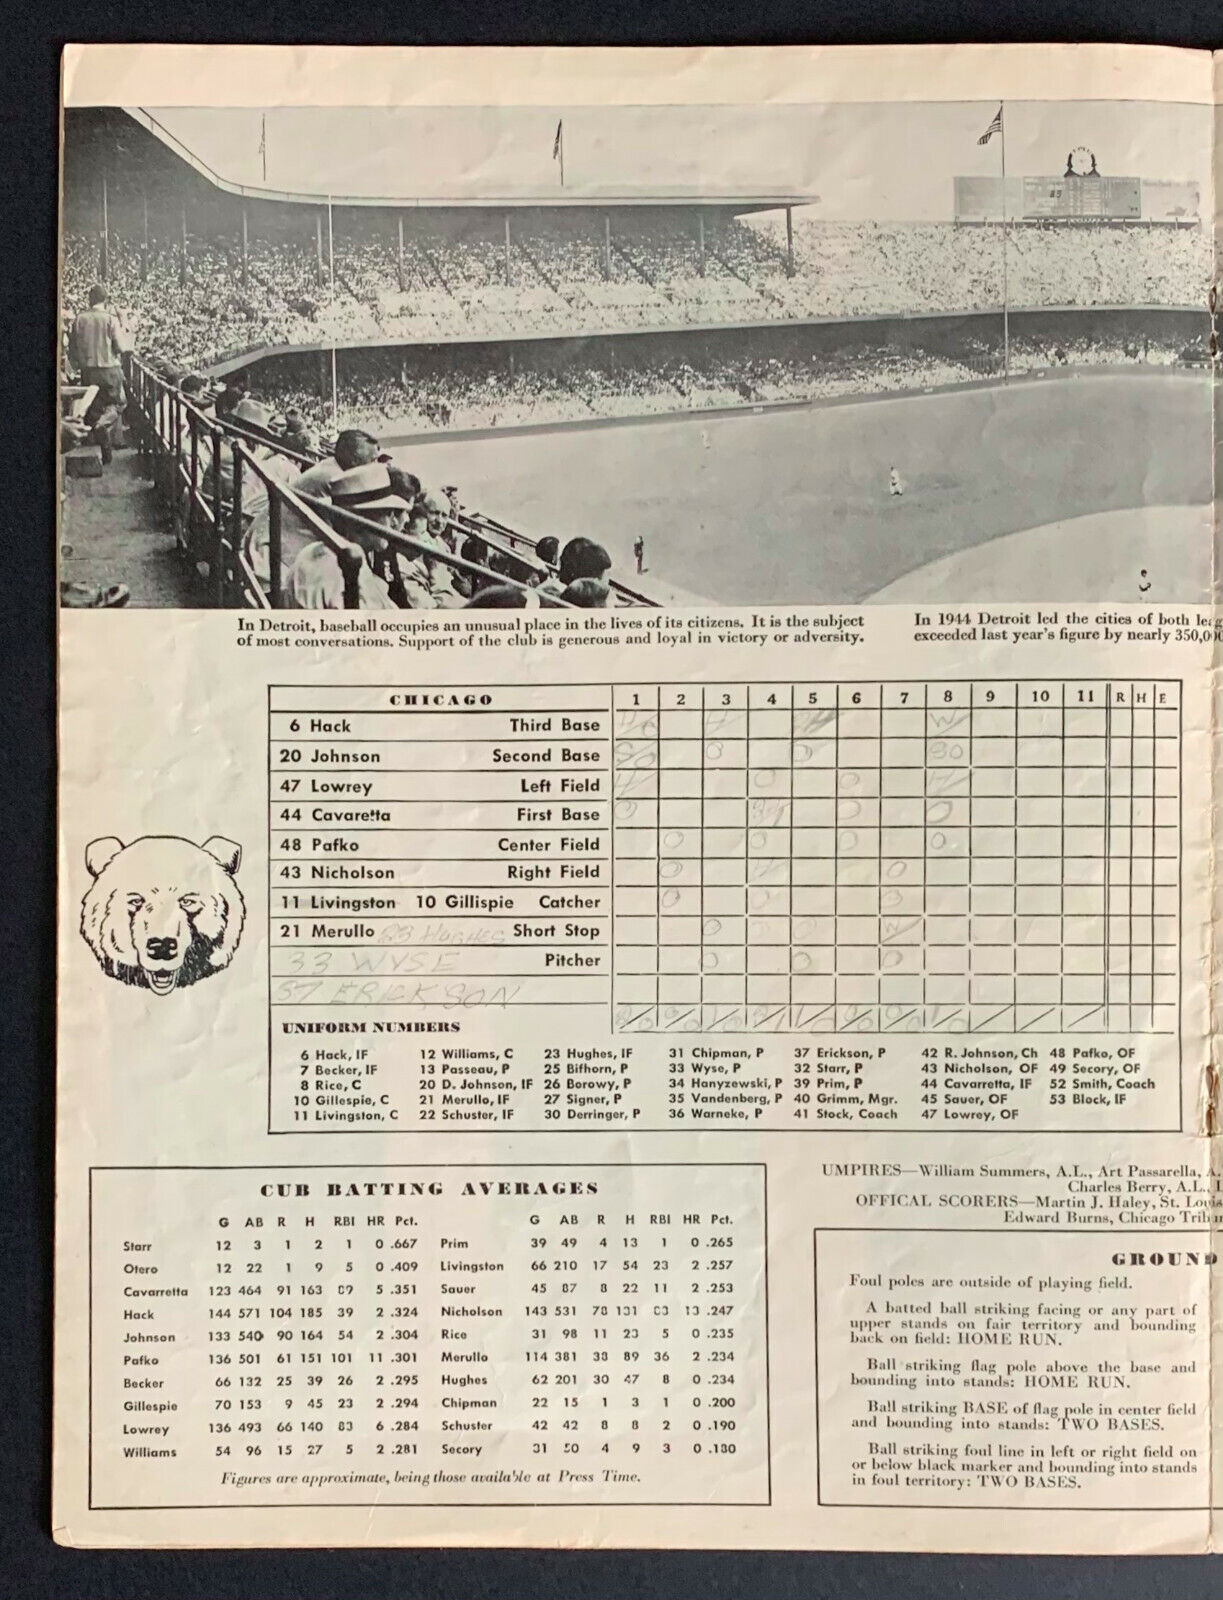 In Detroit, baseball occupies an unusual place in the lives of its citizens. It is the subject
of most conversations. Support of the club is generous and loyal in victory or adversity.
In 1944 Detroit led the cities of both leag
exceeded last year's figure by nearly 350,00
CHICAGO 1 2 3 4 5 6 7 8 9 10 11 R H E
6 Hack Third Base
20 Johnson Second Base
47 Lowrey Left Field
44 Cavaretta First Base
48 Pafko Center Field
43 Nicholson Right Field
11 Livingston 10 Gillispie Catcher
21 Merullo 23 HUGHES Short Stop
33 WYSE Pitcher
37 ERICKSON
UNIFORM NUMBERS
6 Hack, IF 12 Williams, C 23 Hughes, IF 31 Chipman, P 37 Erickson, P 42 R. Johnson, Ch 48 Pafko, OF
7 Becker, IF 13 Passeau, P 25 Bifhorn, P 33 Wyse, P 32 Starr, P 43 Nicholson, OF 49 Secory, OF
8 Rice, C 20 D. Johnson, IF 26 Borowy, P 34 Hanyzewski, P 39 Prim, P 44 Cavarretta, IF 52 Smith, Coach
10 Gillespie, C 21 Merullo, IF 27 Signer, P 35 Vandenberg, P 40 Grimm, Mgr. 45 Sauer, OF 53 Block, IF
11 Livingston, C 22 Schuster, IF 30 Derringer, P 36 Warneke, P 41 Stock, Coach 47 Lowrey, OF
CUB BATTING AVERAGES
G AB R H RBI HR Pct. G AB R H RBI HR Pct.
Starr 12 3 1 2 1 0 .667 Prim 39 49 4 13 1 0 .265
Otero 12 22 1 9 5 0 .409 Livingston 66 210 17 54 23 2 .257
Cavarretta 123 464 91 163 5 .351 Sauer 45 87 8 22 11 2 .253
Hack 144 571 104 185 39 2 .324 Nicholson 143 531 78 131 13 .247
Johnson 133 540 90 164 54 2 .304 Rice 31 98 11 23 5 0 .235
Pafko 136 501 61 151 101 11 .301 Merullo 114 381 38 89 36 2 .234
Becker 66 132 25 39 26 2 .295 Hughes 62 201 30 47 8 0 .234
Gillespie 70 153 9 45 23 2 .294 Chipman 22 15 1 3 1 0 .200
Lowrey 136 493 66 140 83 6 .284 Schuster 42 42 8 8 2 0 .190
Williams 54 96 15 27 5 2 .281 Secory 31 50 4 9 3 0 .180
Figures are approximate, being those available at Press Time.
UMPIRES—William Summers, A.L., Art Passarella, A.
Charles Berry, A.L., L
OFFICAL SCORERS—Martin J. Haley, St. Louis
Edward Burns, Chicago Tribun
GROUND
Foul poles are outside of playing field.
A batted ball striking facing or any part of
upper stands on fair territory and bounding
back on field: HOME RUN.
Ball striking flag pole above the base and
bounding into stands: HOME RUN.
Ball striking BASE of flag pole in center field
and bounding into stands: TWO BASES.
Ball striking foul line in left or right field on
or below black marker and bounding into stands
in foul territory: TWO BASES.